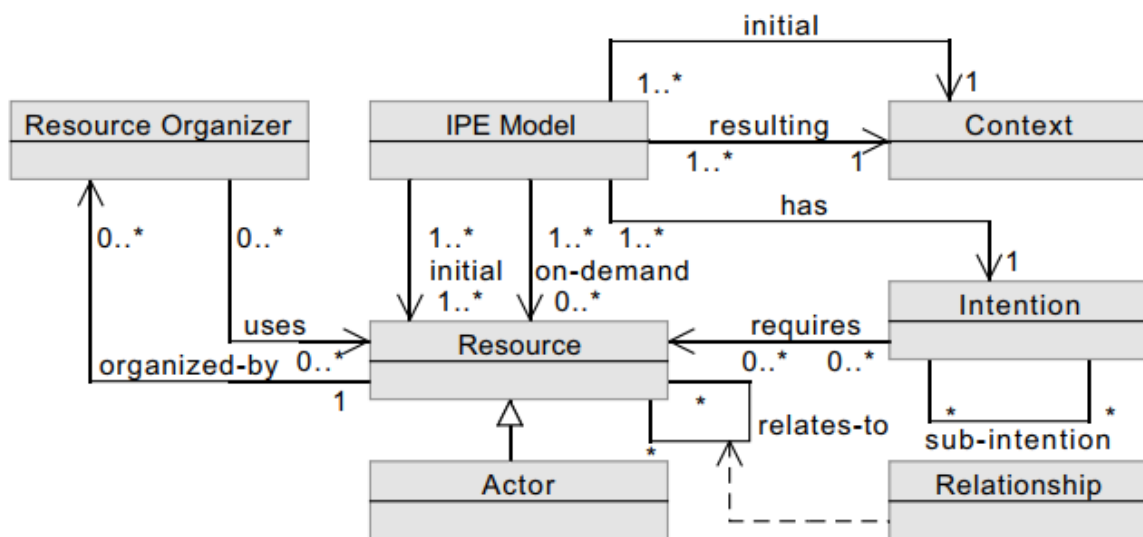 initial
1..*
1
Resource Organizer
IPE Model
resulting
Context
1..*
1
has
0..*
0..*
1..*
1..*
1..*
initial
on-demand
1
1..*
0..*
Intention
uses
Resource
requires
0..*
0..*
0..*
organized-by
1
*
relates-to
*
*
*
sub-intention
Actor
Relationship